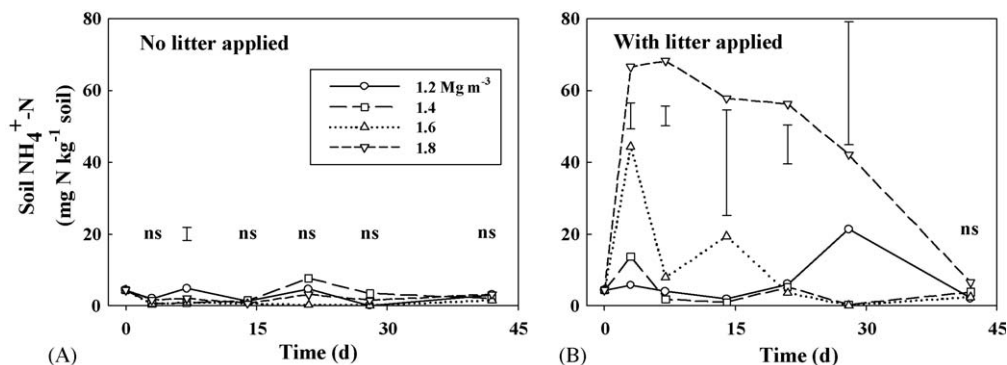 80
60
40
20
0
Soil NH₄⁺-N
(mg N kg⁻¹ soil)
No litter applied
1.2 Mg m⁻³
1.4
1.6
1.8
ns
ns
ns
ns
ns
0
15
30
45
(A)
Time (d)
80
60
40
20
0
With litter applied
ns
0
15
30
45
(B)
Time (d)